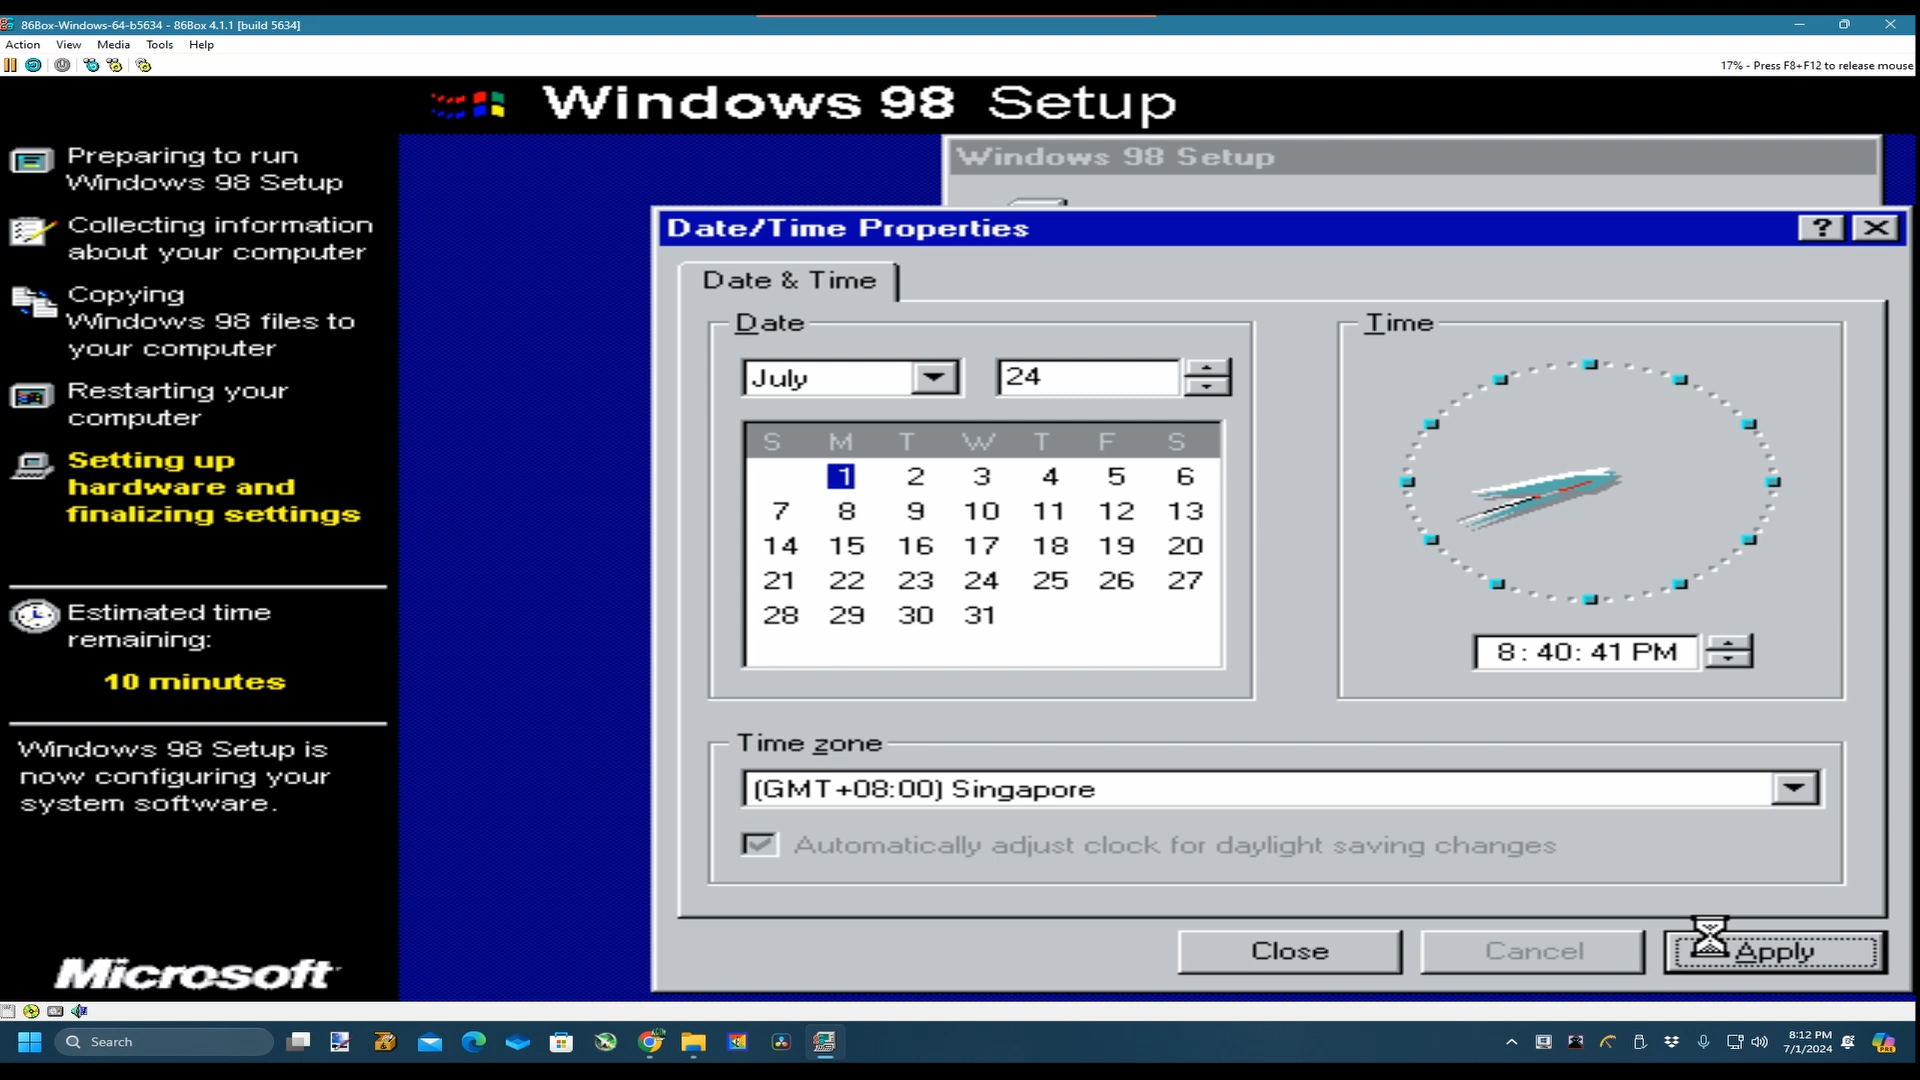 86Box-Windows-64-b5634 - 86Box 4.1.1 [build 5634]
Action View Media Tools Help
17% - Press F8+F12 to release mouse
Windows 98 Setup
Preparing to run
Windows 98 Setup
Collecting information
about your computer
Copying
Windows 98 files to
your computer
Restarting your
computer
Setting up
hardware and
finalizing settings
Estimated time
remaining:
10 minutes
Windows 98 Setup is
now configuring your
system software.
Microsoft
Windows 98 Setup
Date/Time Properties
Date & Time
Date
July 24
S M T W T F S
1 2 3 4 5 6
7 8 9 10 11 12 13
14 15 16 17 18 19 20
21 22 23 24 25 26 27
28 29 30 31
Time
8:40:41 PM
Time zone
(GMT+08:00) Singapore
Automatically adjust clock for daylight saving changes
Close Cancel Apply
Search
8:12 PM
7/1/2024